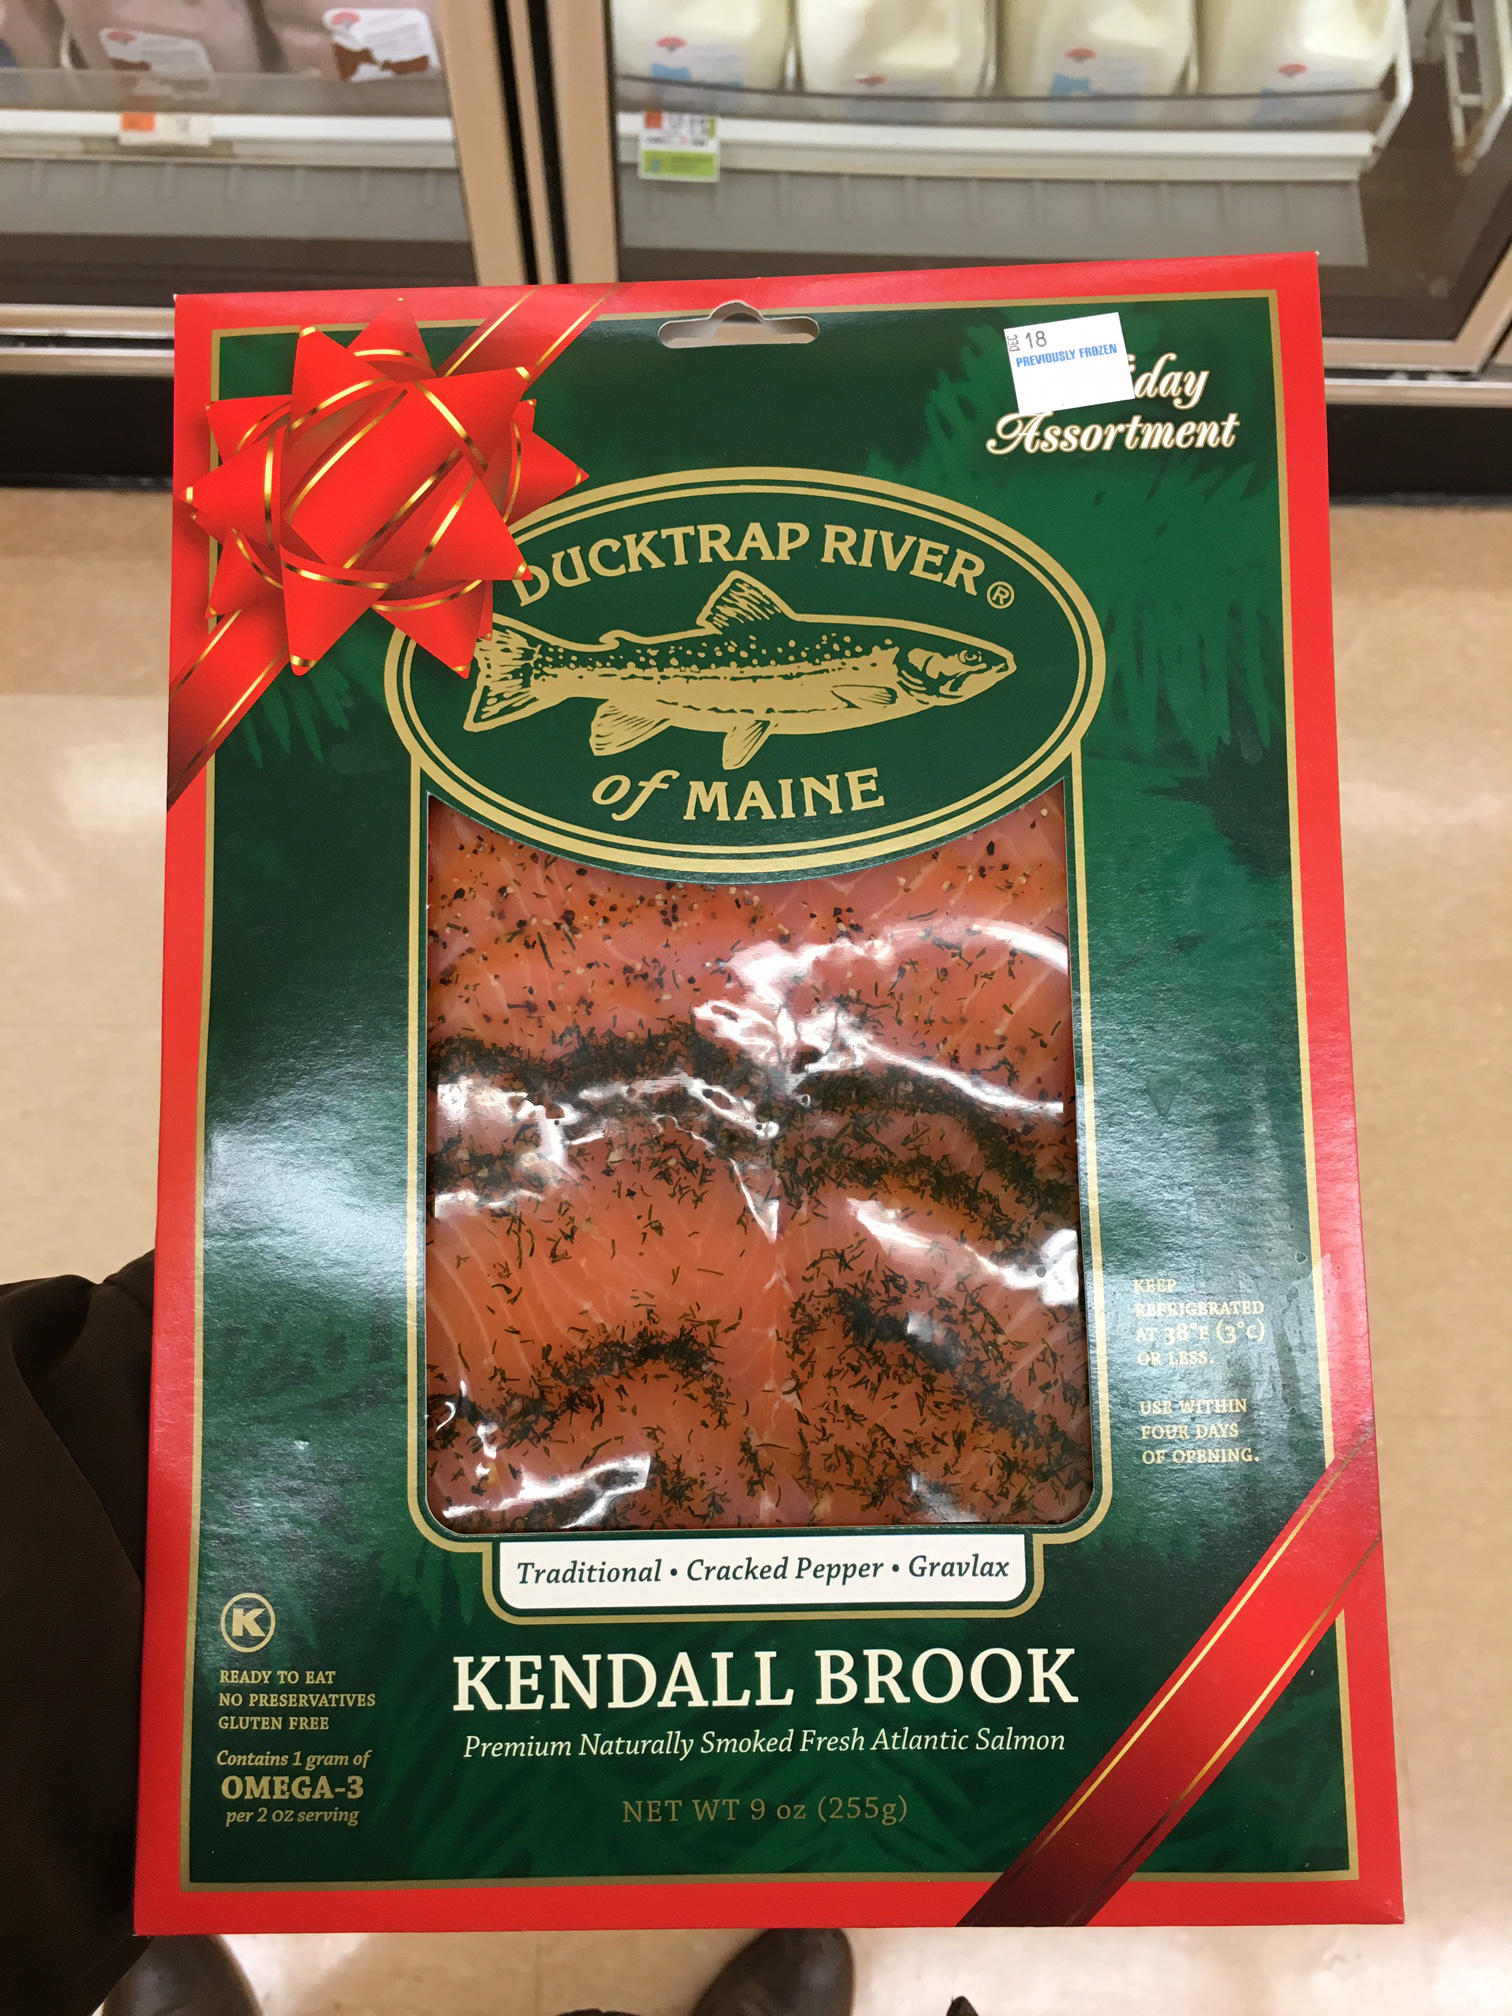 DEC 18
PREVIOUSLY FROZEN
day
Assortment
DUCKTRAP RIVER®
of MAINE
KEEP
REFRIGERATED
AT 38°F (3°C)
OR LESS.
USE WITHIN
FOUR DAYS
OF OPENING.
Traditional • Cracked Pepper • Gravlax
K
READY TO EAT
NO PRESERVATIVES
GLUTEN FREE
Contains 1 gram of
OMEGA-3
per 2 oz serving
KENDALL BROOK
Premium Naturally Smoked Fresh Atlantic Salmon
NET WT 9 oz (255g)